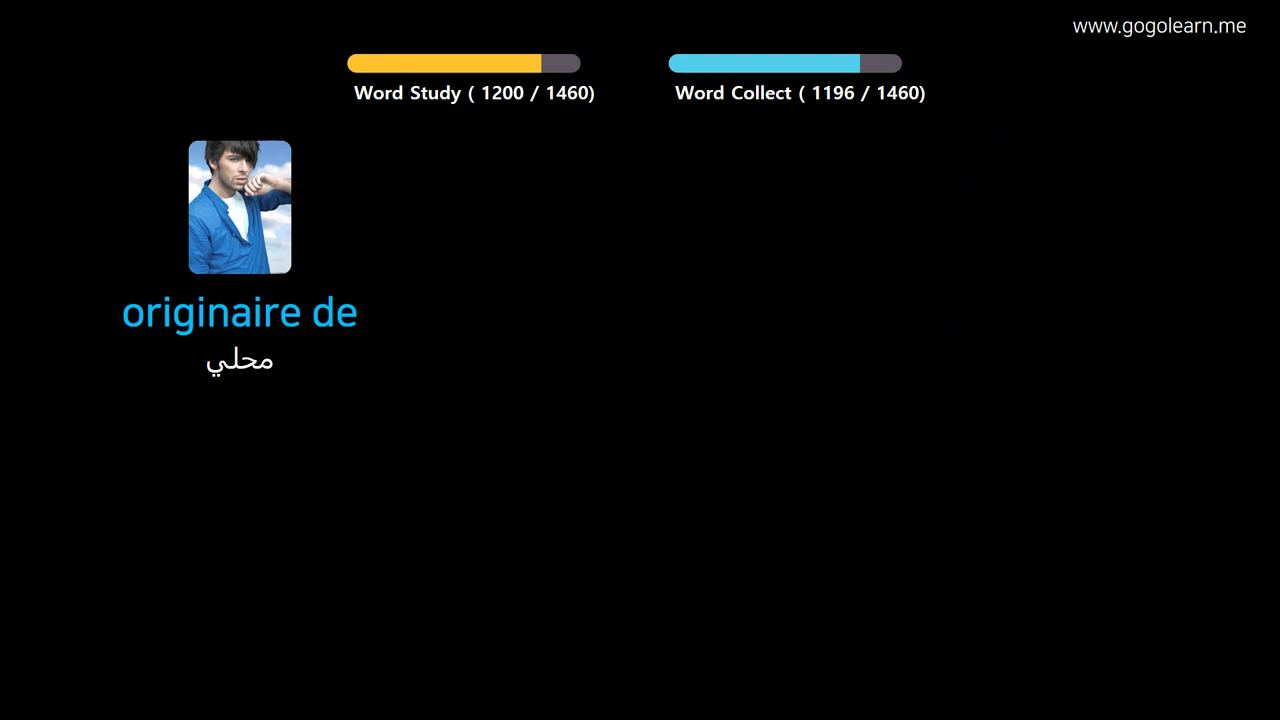 www.gogolearn.me
Word Study ( 1200 / 1460)
Word Collect ( 1196 / 1460)
originaire de
محلي